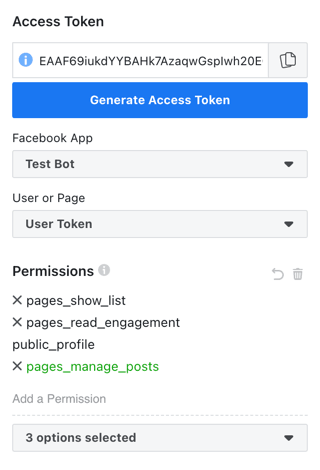 Access Token
EAAF69iukdYYBAHk7AzaqwGspIwh20E
Generate Access Token
Facebook App
Test Bot
User or Page
User Token
Permissions
pages_show_list
pages_read_engagement
public_profile
pages_manage_posts
Add a Permission
3 options selected